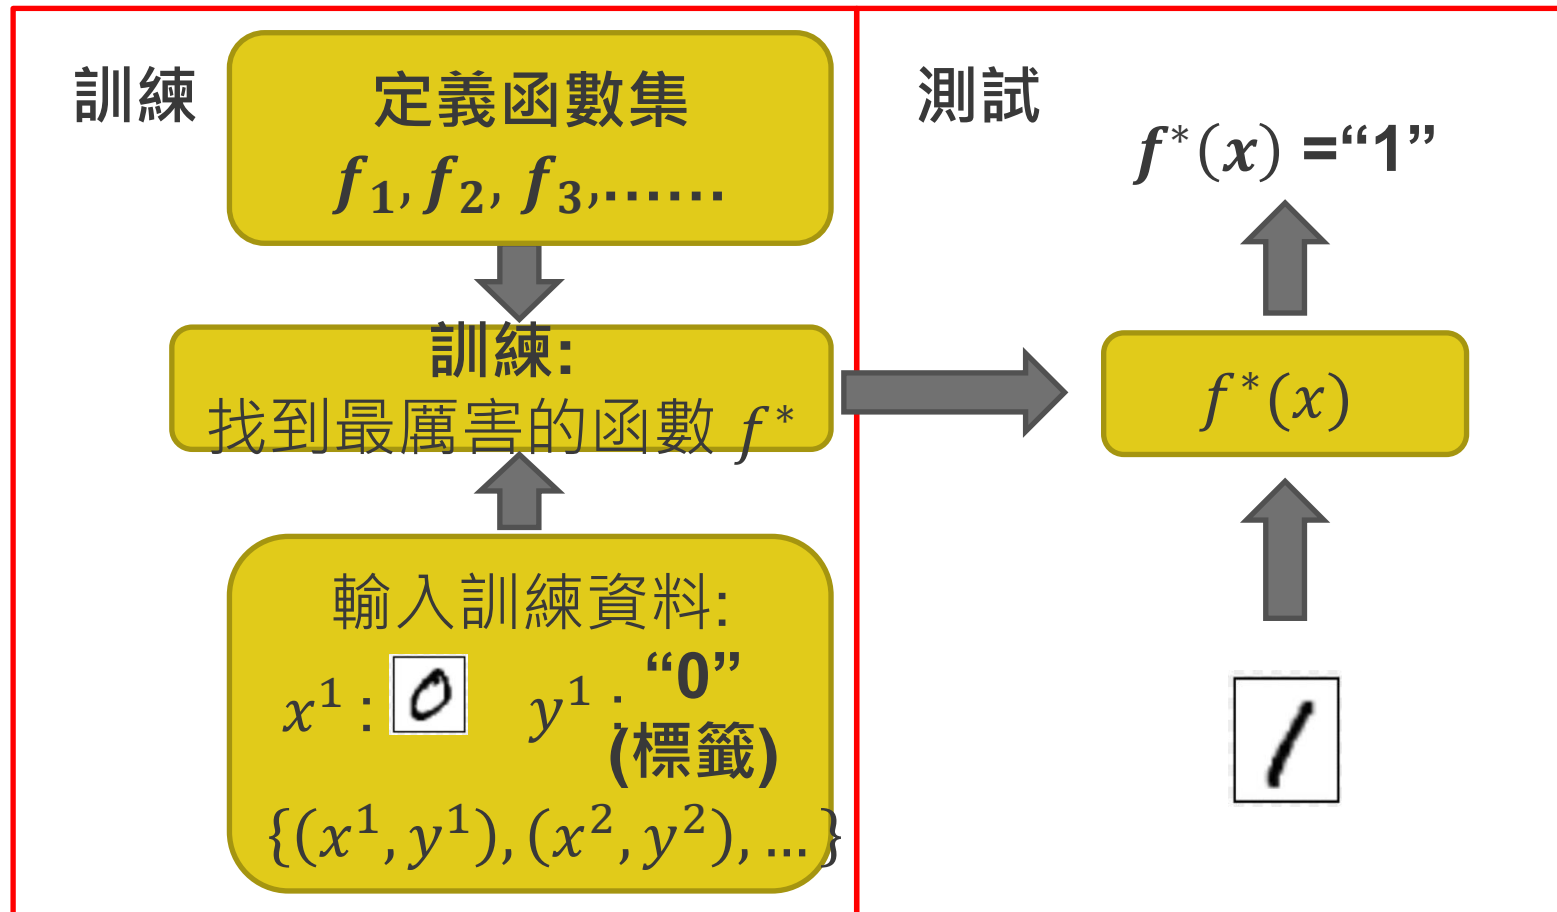 訓練
定義函數集
f₁, f₂, f₃,......
訓練:
找到最厲害的函數 f*
輸入訓練資料:
x¹ : 0 y¹ : “0”
(標籤)
{(x¹, y¹), (x², y²), … }
測試
f*(x) =“1”
f*(x)
1